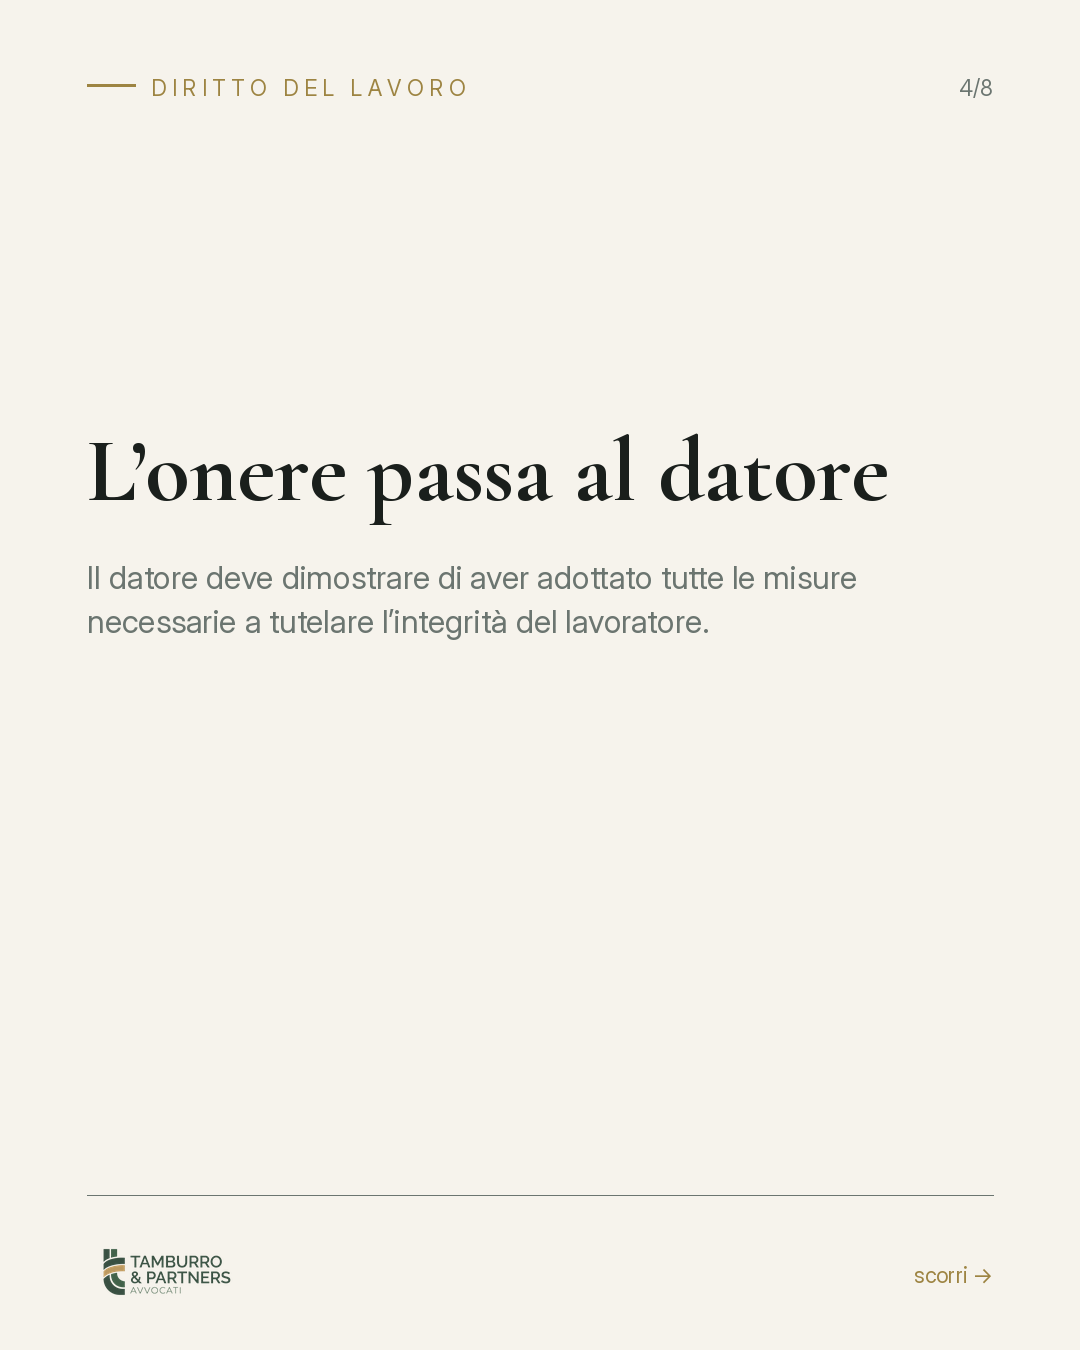 DIRITTO DEL LAVORO
4/8
L’onere passa al datore
Il datore deve dimostrare di aver adottato tutte le misure
necessarie a tutelare l’integrità del lavoratore.
TAMBURRO
& PARTNERS
AVVOCATI
scorri →